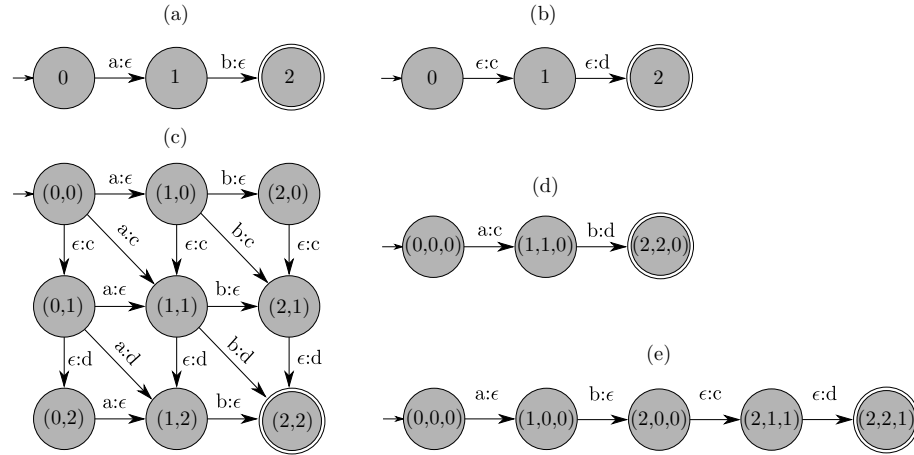 (a)
0 a:ϵ 1 b:ϵ 2
(b)
0 ϵ:c 1 ϵ:d 2
(c)
(0,0) a:ϵ (1,0) b:ϵ (2,0)
ϵ:c a:c ϵ:c b:c ϵ:c
(0,1) a:ϵ (1,1) b:ϵ (2,1)
ϵ:d a:d ϵ:d b:d ϵ:d
(0,2) a:ϵ (1,2) b:ϵ (2,2)
(d)
(0,0,0) a:c (1,1,0) b:d (2,2,0)
(e)
(0,0,0) a:ϵ (1,0,0) b:ϵ (2,0,0) ϵ:c (2,1,1) ϵ:d (2,2,1)